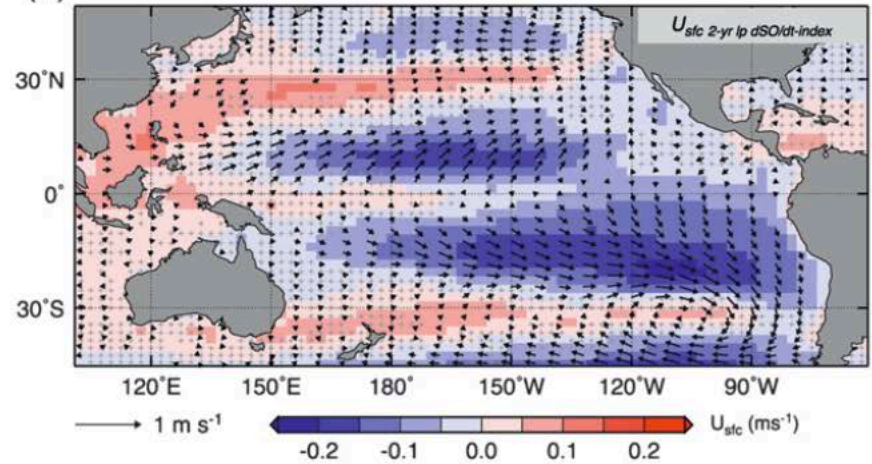 U_sfc 2-yr lp dSO/dt-index
30°N
0°
30°S
120°E 150°E 180° 150°W 120°W 90°W
1 m s⁻¹
U_sfc (ms⁻¹)
-0.2 -0.1 0.0 0.1 0.2